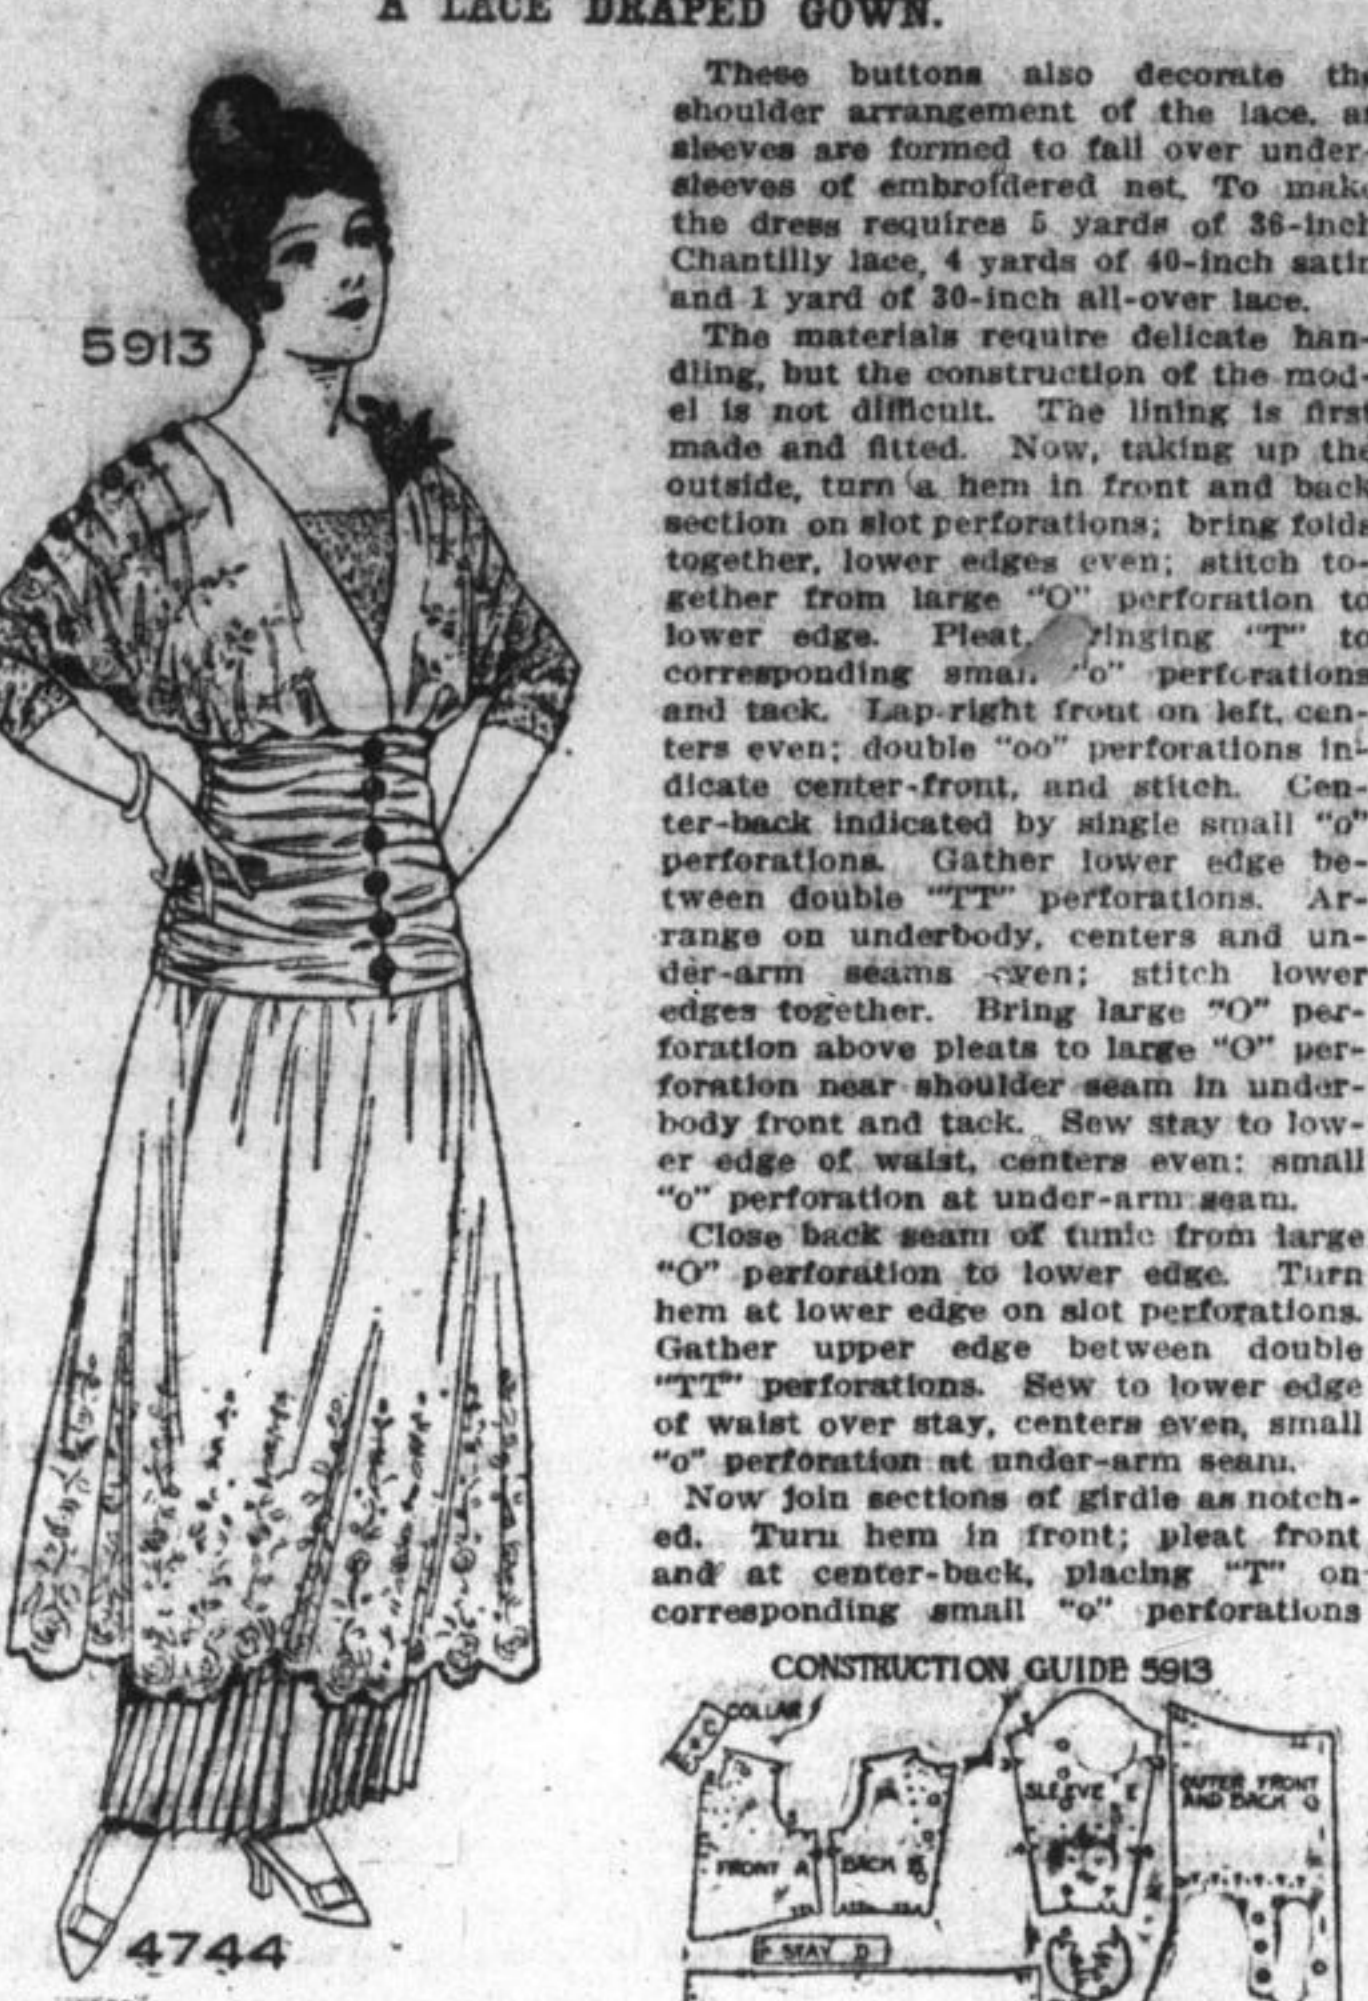 A LACE DRAPED GOWN.
5913
These buttons also decorate
shoulder arrangement of the lace,
sleeves are formed to fall over under-
sleeves of embroidered net. To
the dress requires 5 yards of 36-inch
Chantilly lace, 4 yards of 40-inch satin
and 1 yard of 30-inch all-over lace.
The materials require delicate han-
dling, but the construction of the mod-
el is not difficult. The lining is first
made and fitted. Now, taking up the
outside, turn a hem in front and back
section on slot perforations; bring folds
together, lower edges even; stitch to-
gether from large "O" perforation to
lower edge. Pleat, "T" to
corresponding "o" perforations
and tack. Lap right front on left, cen-
ters even; double "oo" perforations in-
dicate center-front, and stitch. Cen-
ter-back indicated by single small "o"
perforations. Gather lower edge be-
tween double "TT" perforations. Ar-
range on underbody, centers and un-
der-arm seams even; stitch lower
edges together. Bring large "O" per-
foration above pleats to large "O" per-
foration near shoulder seam in under-
body front and tack. Sew stay to low-
er edge of waist, centers even: small
"o" perforation at under-arm seam.
Close back seam of tunic from large
"O" perforation to lower edge. Turn
hem at lower edge on slot perforations.
Gather upper edge between double
"TT" perforations. Sew to lower edge
of waist over stay, centers even, small
"o" perforation at under-arm seam.
Now join sections of girdle as notch-
ed. Turn hem in front; pleat front
and at center-back, placing "T" on
corresponding small "o" perforations
CONSTRUCTION GUIDE 5913
COLLAR
C
FRONT A
BACK B
SLEEVE E
OUTER FRONT
AND BACK G
STAY D
4744